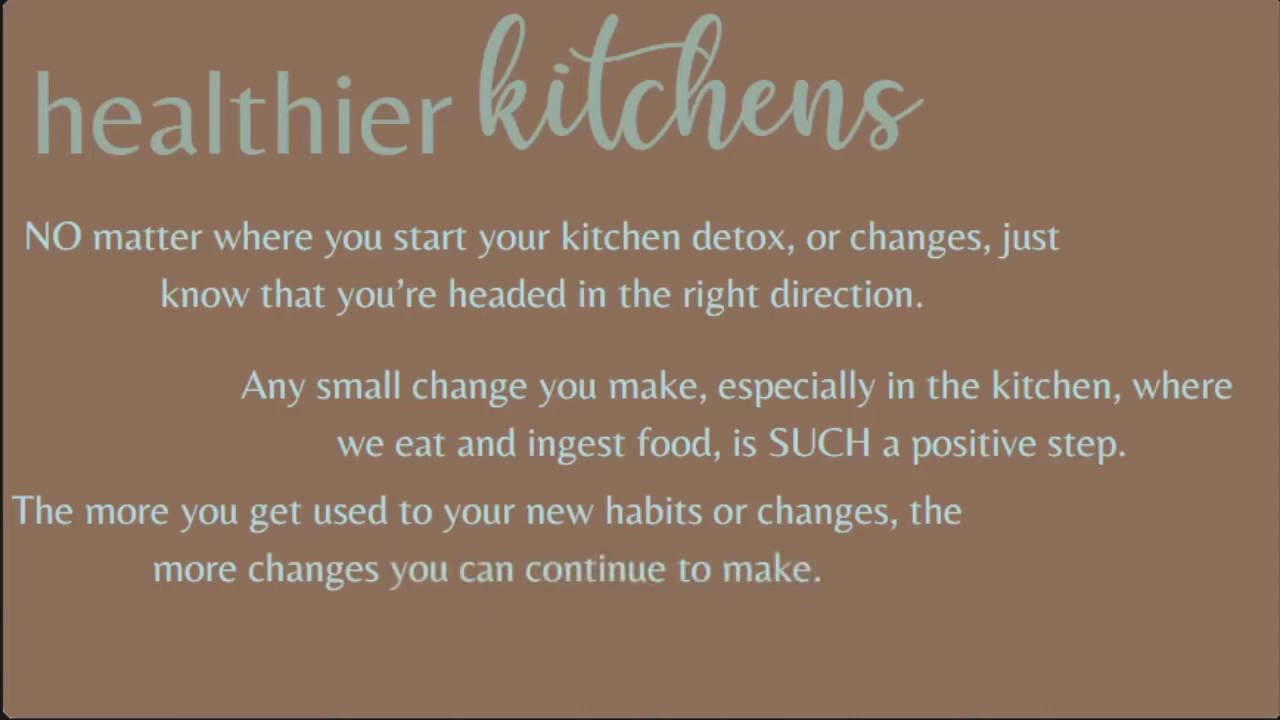 healthier kitchens
NO matter where you start your kitchen detox, or changes, just
know that you’re headed in the right direction.
Any small change you make, especially in the kitchen, where
we eat and ingest food, is SUCH a positive step.
The more you get used to your new habits or changes, the
more changes you can continue to make.